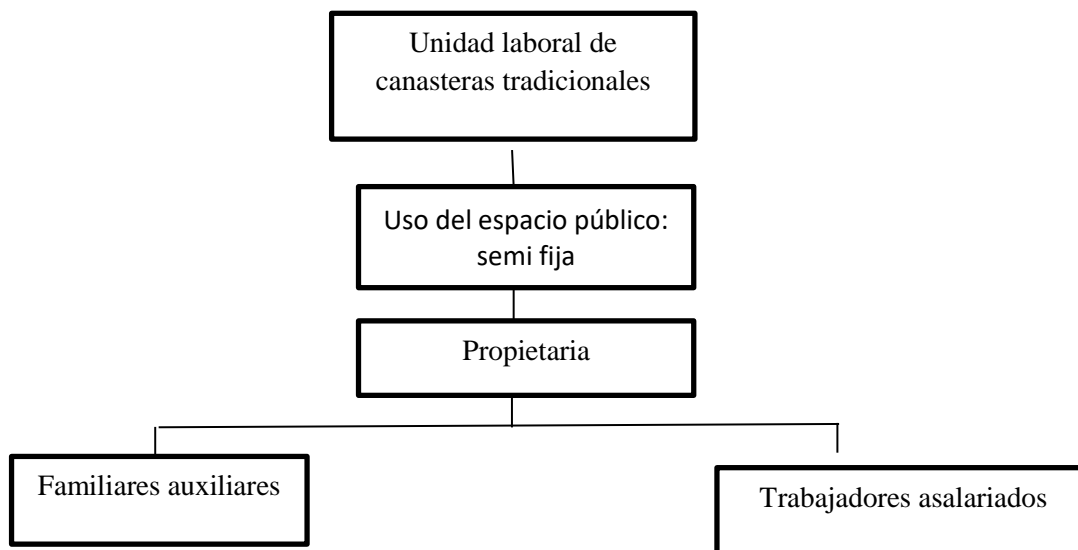 Unidad laboral de
canasteras tradicionales
Uso del espacio público:
semi fija
Propietaria
Familiares auxiliares
Trabajadores asalariados